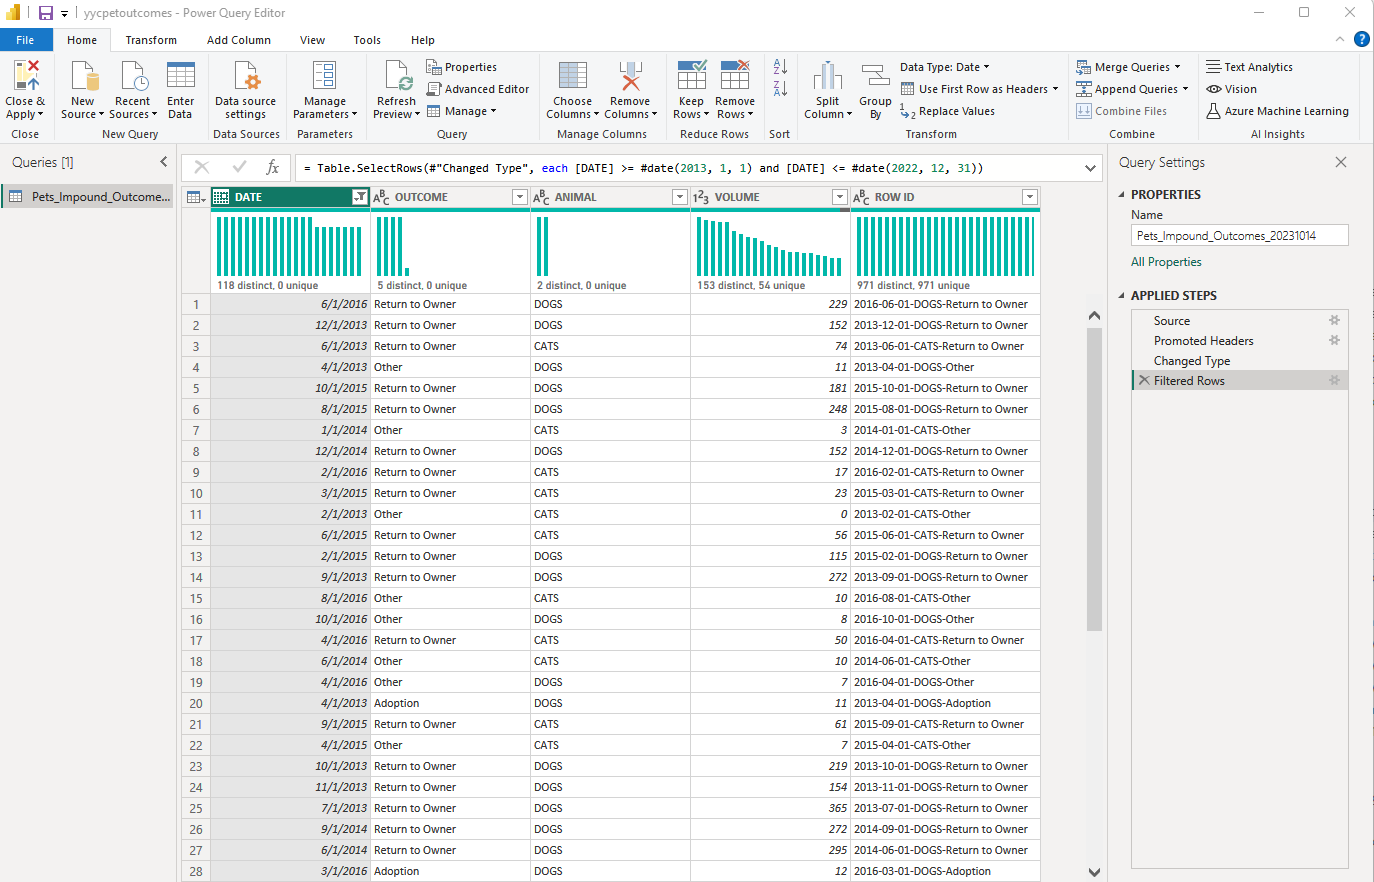 yycpetoutcomes - Power Query Editor
File Home Transform Add Column View Tools Help
Close & Apply
New Source
Recent Sources
Enter Data
Data source settings
Manage Parameters
Refresh Preview
Properties
Advanced Editor
Manage
Choose Columns
Remove Columns
Keep Rows
Remove Rows
Split Column
Group By
Data Type: Date
Use First Row as Headers
Replace Values
Merge Queries
Append Queries
Combine Files
Text Analytics
Vision
Azure Machine Learning
Close New Query Data Sources Parameters Query Manage Columns Reduce Rows Sort Transform Combine AI Insights
Queries [1]
Pets_Impound_Outcome...
fx = Table.SelectRows(#"Changed Type", each [DATE] >= #date(2013, 1, 1) and [DATE] <= #date(2022, 12, 31))
DATE ABC OUTCOME ABC ANIMAL 123 VOLUME ABC ROW ID
118 distinct, 0 unique 5 distinct, 0 unique 2 distinct, 0 unique 153 distinct, 54 unique 971 distinct, 971 unique
1 6/1/2016 Return to Owner DOGS 229 2016-06-01-DOGS-Return to Owner
2 12/1/2013 Return to Owner DOGS 152 2013-12-01-DOGS-Return to Owner
3 6/1/2013 Return to Owner CATS 74 2013-06-01-CATS-Return to Owner
4 4/1/2013 Other DOGS 11 2013-04-01-DOGS-Other
5 10/1/2015 Return to Owner DOGS 181 2015-10-01-DOGS-Return to Owner
6 8/1/2015 Return to Owner DOGS 248 2015-08-01-DOGS-Return to Owner
7 1/1/2014 Other CATS 3 2014-01-01-CATS-Other
8 12/1/2014 Return to Owner DOGS 152 2014-12-01-DOGS-Return to Owner
9 2/1/2016 Return to Owner CATS 17 2016-02-01-CATS-Return to Owner
10 3/1/2015 Return to Owner CATS 23 2015-03-01-CATS-Return to Owner
11 2/1/2013 Other CATS 0 2013-02-01-CATS-Other
12 6/1/2015 Return to Owner CATS 56 2015-06-01-CATS-Return to Owner
13 2/1/2015 Return to Owner DOGS 115 2015-02-01-DOGS-Return to Owner
14 9/1/2013 Return to Owner DOGS 272 2013-09-01-DOGS-Return to Owner
15 8/1/2016 Other CATS 10 2016-08-01-CATS-Other
16 10/1/2016 Other DOGS 8 2016-10-01-DOGS-Other
17 4/1/2016 Return to Owner CATS 50 2016-04-01-CATS-Return to Owner
18 6/1/2014 Other CATS 10 2014-06-01-CATS-Other
19 4/1/2016 Other DOGS 7 2016-04-01-DOGS-Other
20 4/1/2013 Adoption DOGS 11 2013-04-01-DOGS-Adoption
21 9/1/2015 Return to Owner CATS 61 2015-09-01-CATS-Return to Owner
22 4/1/2015 Other CATS 7 2015-04-01-CATS-Other
23 10/1/2013 Return to Owner DOGS 219 2013-10-01-DOGS-Return to Owner
24 11/1/2013 Return to Owner DOGS 154 2013-11-01-DOGS-Return to Owner
25 7/1/2013 Return to Owner DOGS 365 2013-07-01-DOGS-Return to Owner
26 9/1/2014 Return to Owner DOGS 272 2014-09-01-DOGS-Return to Owner
27 6/1/2014 Return to Owner DOGS 295 2014-06-01-DOGS-Return to Owner
28 3/1/2016 Adoption DOGS 12 2016-03-01-DOGS-Adoption
Query Settings
PROPERTIES
Name
Pets_Impound_Outcomes_20231014
All Properties
APPLIED STEPS
Source
Promoted Headers
Changed Type
Filtered Rows